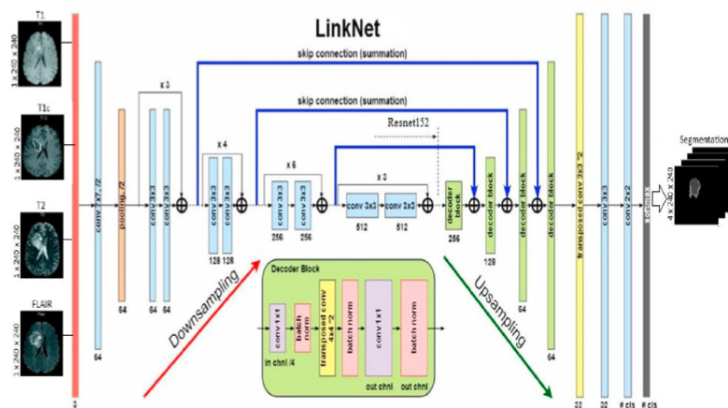 LinkNet
T1
1 x 240 x 240
T1c
1 x 240 x 240
T2
1 x 240 x 240
FLAIR
1 x 240 x 240
3
conv 7x7, /2
64
pooling, /2
64
x 3
conv 3x3
conv 3x3
64
64
x 4
conv 3x3
conv 3x3
128
128
x 6
conv 3x3
conv 3x3
256
256
x 3
conv 3x3
conv 3x3
512
512
skip connection (summation)
skip connection (summation)
Resnet152
decoder block
256
decoder block
128
decoder block
64
decoder block
64
transposed conv 3x3 *2
32
conv 3x3
32
conv 2x2
# cls
# cls
Segmentation
4 x 240 x 240
Downsampling
Upsampling
Decoder Block
conv 1x1
in chnl /4
batch norm
transposed conv 4x4 *2
batch norm
conv 1x1
out chnl
batch norm
out chnl